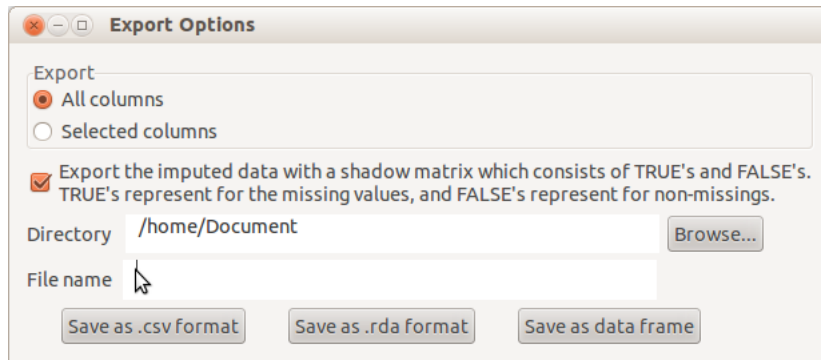 Export Options
Export
All columns
Selected columns
Export the imputed data with a shadow matrix which consists of TRUE's and FALSE's.
TRUE's represent for the missing values, and FALSE's represent for non-missings.
Directory /home/Document Browse...
File name
Save as .csv format Save as .rda format Save as data frame